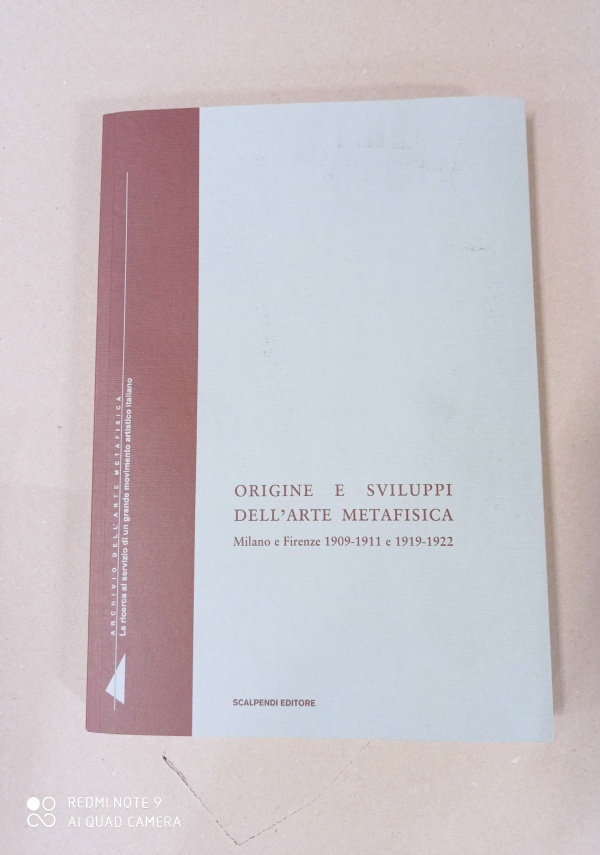 ARCHIVIO DELL'ARTE METAFISICA
La ricerca al servizio di un grande movimento artistico italiano
ORIGINE E SVILUPPI
DELL'ARTE METAFISICA
Milano e Firenze 1909-1911 e 1919-1922
SCALPENDI EDITORE
REDMI NOTE 9
AI QUAD CAMERA